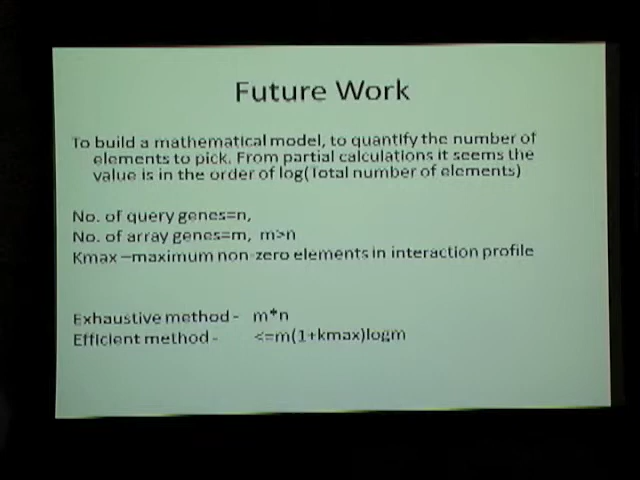 Future Work
To build a mathematical model, to quantify the number of
elements to pick. From partial calculations it seems the
value is in the order of log(Total number of elements)
No. of query genes=n,
No. of array genes=m, m>n
Kmax –maximum non-zero elements in interaction profile
Exhaustive method - m*n
Efficient method - <=m(1+kmax)logm